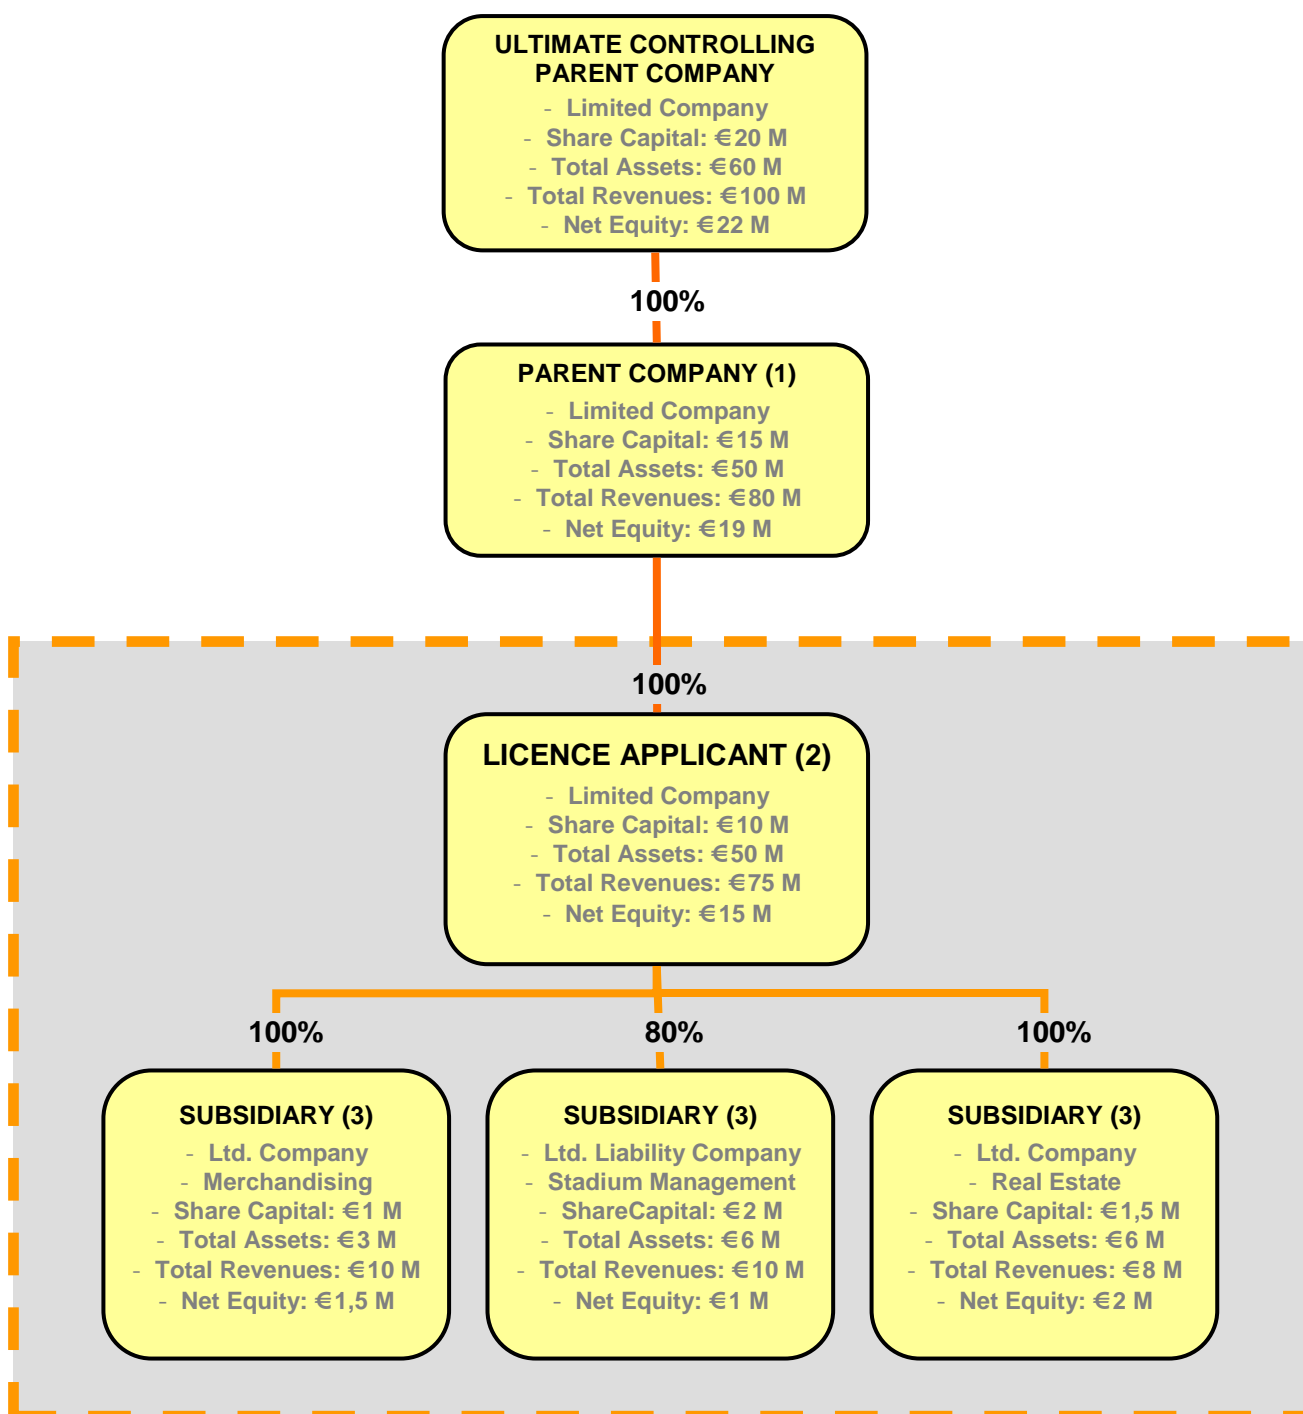 ULTIMATE CONTROLLING
PARENT COMPANY
- Limited Company
- Share Capital: €20 M
- Total Assets: €60 M
- Total Revenues: €100 M
- Net Equity: €22 M
100%
PARENT COMPANY (1)
- Limited Company
- Share Capital: €15 M
- Total Assets: €50 M
- Total Revenues: €80 M
- Net Equity: €19 M
100%
LICENCE APPLICANT (2)
- Limited Company
- Share Capital: €10 M
- Total Assets: €50 M
- Total Revenues: €75 M
- Net Equity: €15 M
100%
80%
100%
SUBSIDIARY (3)
- Ltd. Company
- Merchandising
- Share Capital: €1 M
- Total Assets: €3 M
- Total Revenues: €10 M
- Net Equity: €1,5 M
SUBSIDIARY (3)
- Ltd. Liability Company
- Stadium Management
- ShareCapital: €2 M
- Total Assets: €6 M
- Total Revenues: €10 M
- Net Equity: €1 M
SUBSIDIARY (3)
- Ltd. Company
- Real Estate
- Share Capital: €1,5 M
- Total Assets: €6 M
- Total Revenues: €8 M
- Net Equity: €2 M